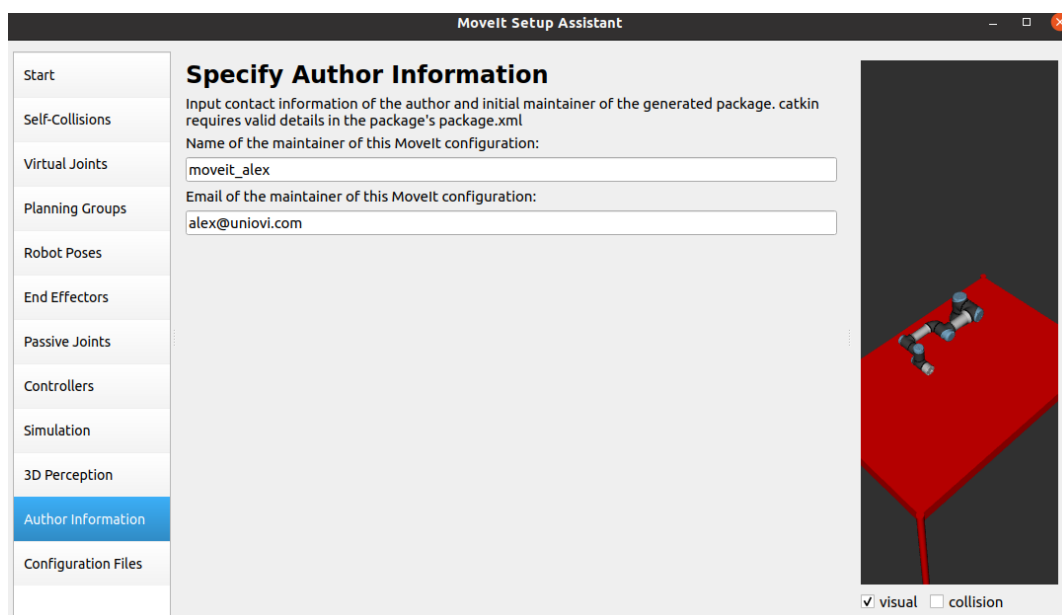 MoveIt Setup Assistant
Start
Self-Collisions
Virtual Joints
Planning Groups
Robot Poses
End Effectors
Passive Joints
Controllers
Simulation
3D Perception
Author Information
Configuration Files
Specify Author Information
Input contact information of the author and initial maintainer of the generated package. catkin
requires valid details in the package's package.xml
Name of the maintainer of this MoveIt configuration:
moveit_alex
Email of the maintainer of this MoveIt configuration:
alex@uniovi.com
visual collision